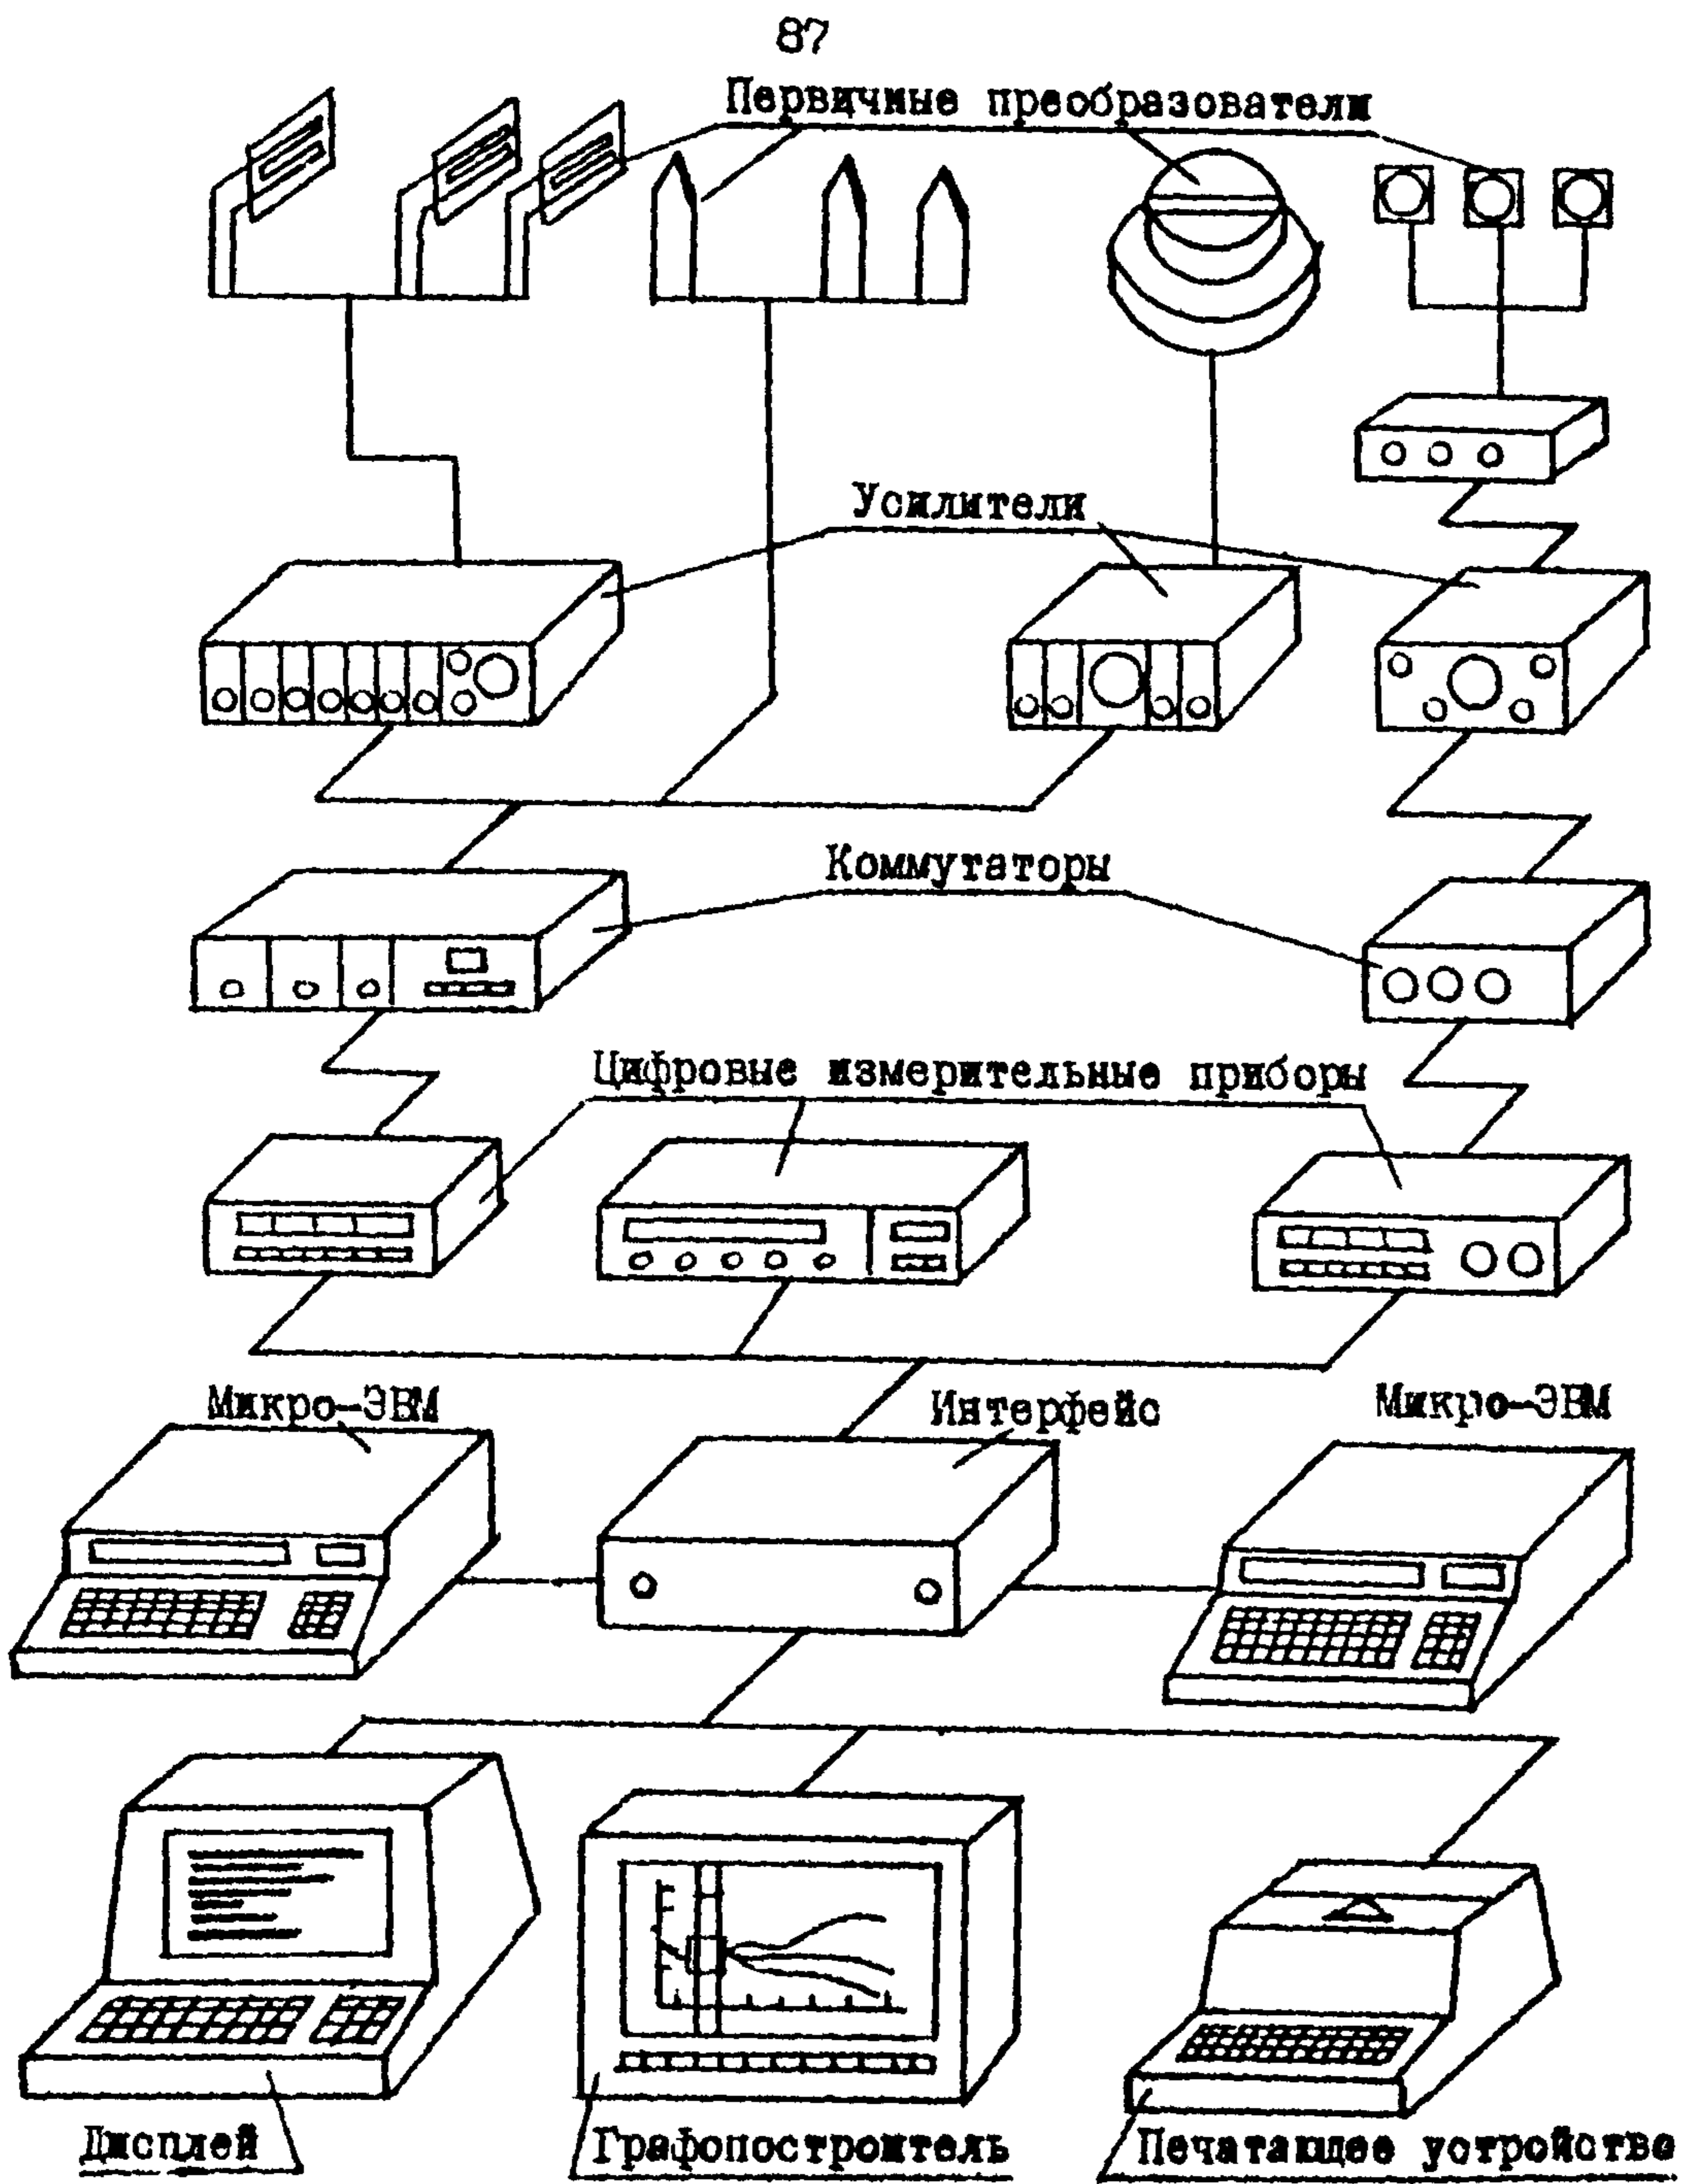 87
Первичные преобразователи
Усилители
Коммутаторы
Цифровые измерительные приборы
Микро-ЭВМ
Интерфейс
Микро-ЭВМ
Дисплей
Графопостроитель
Печатающее устройство